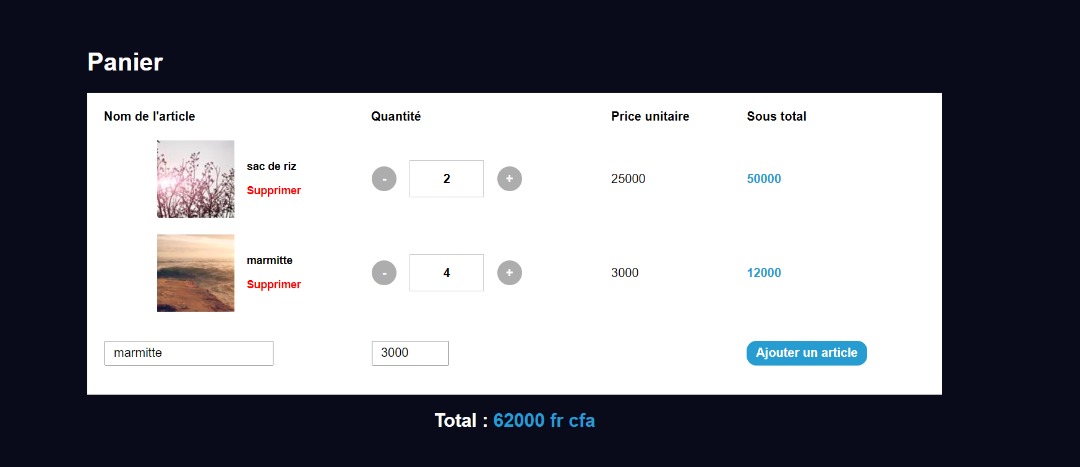 Panier
Nom de l'article Quantité Price unitaire Sous total
sac de riz
Supprimer
- 2 + 25000 50000
marmitte
Supprimer
- 4 + 3000 12000
marmitte 3000 Ajouter un article
Total : 62000 fr cfa